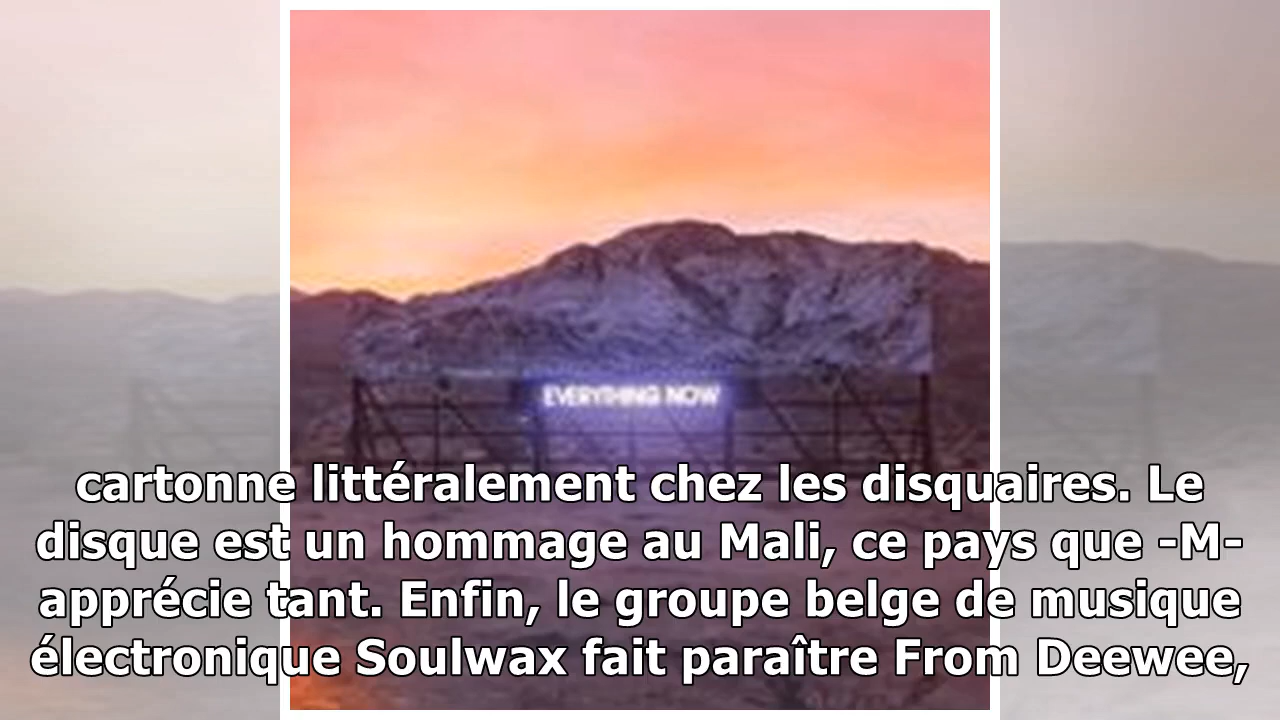 EVERYTHING NOW
cartonne littéralement chez les disquaires. Le
disque est un hommage au Mali, ce pays que -M-
apprécie tant. Enfin, le groupe belge de musique
électronique Soulwax fait paraître From Deewee,